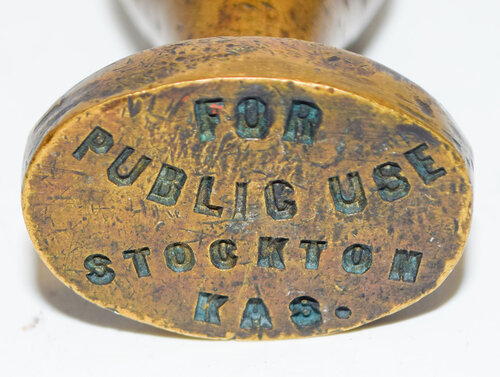 FOR
PUBLIC USE
STOCKTON
KAS.